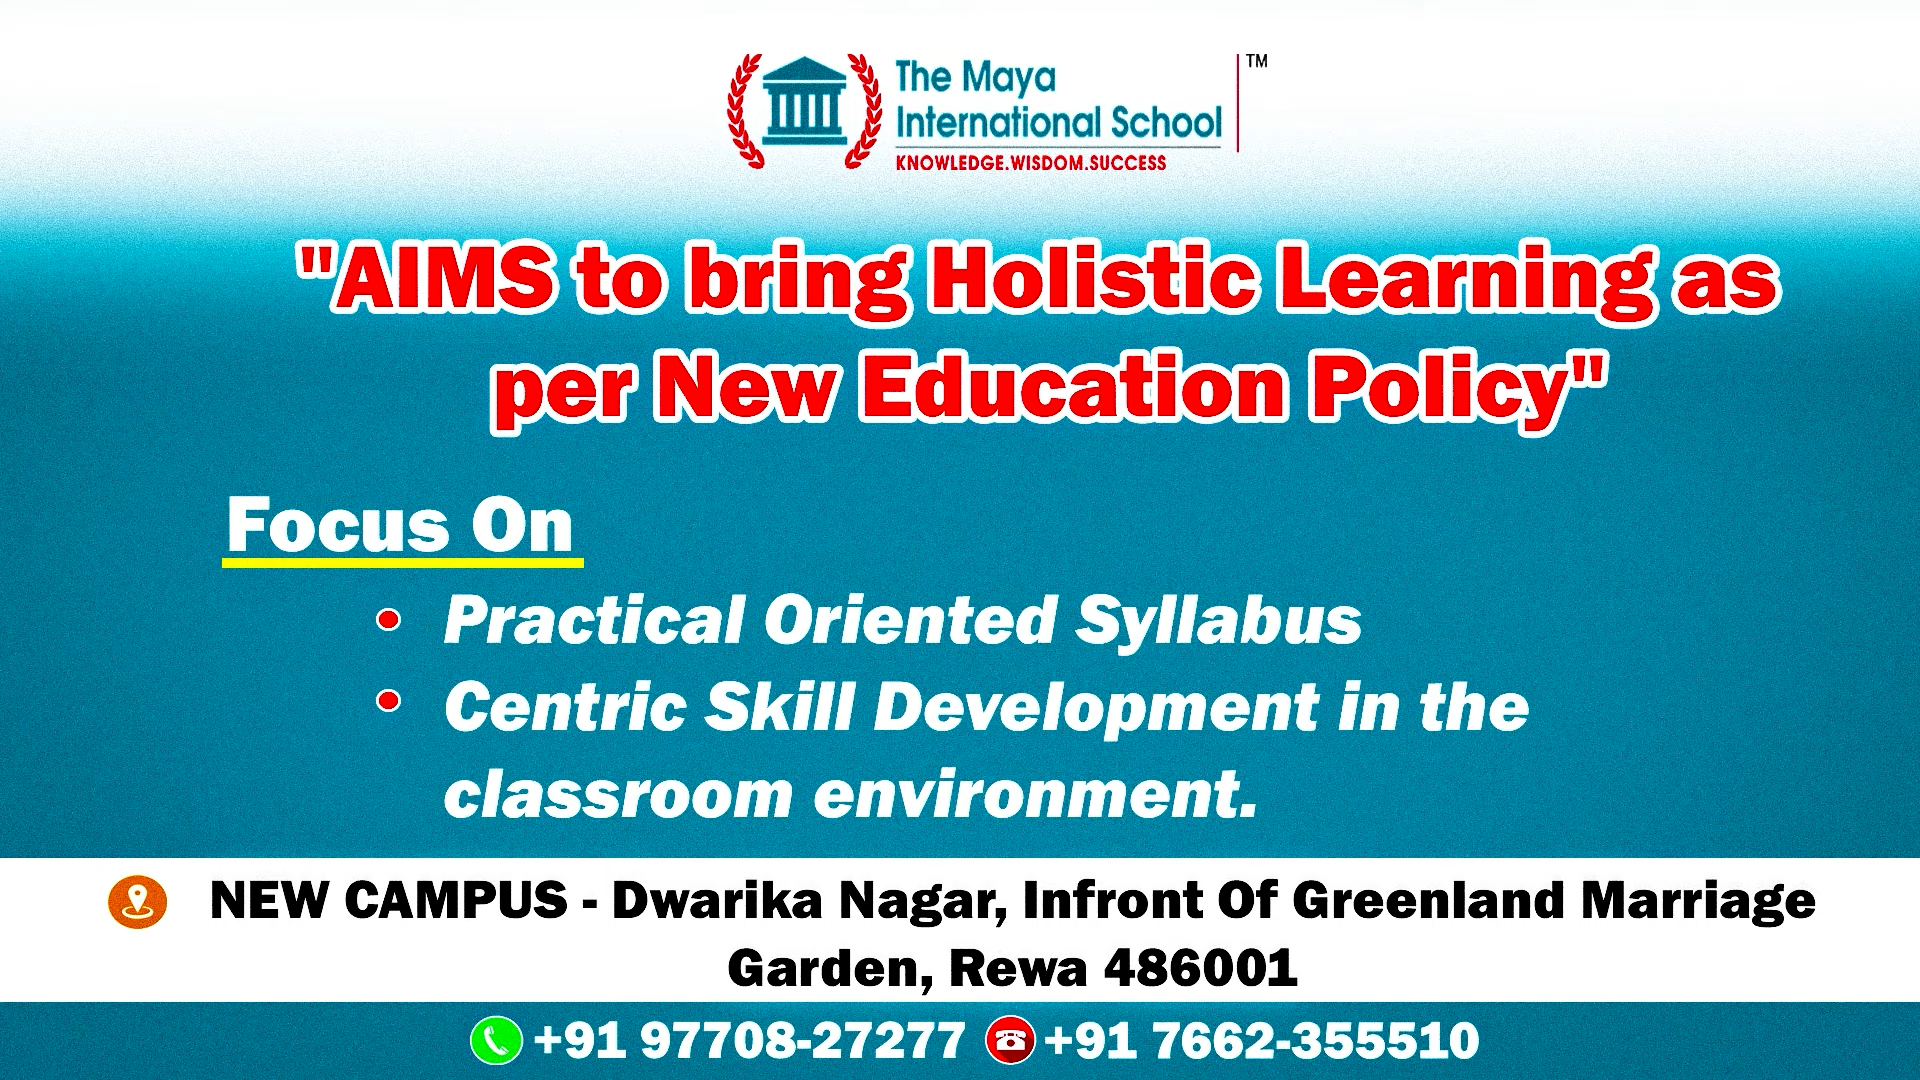 The Maya
International School
TM
KNOWLEDGE.WISDOM.SUCCESS
"AIMS to bring Holistic Learning as
per New Education Policy"
Focus On
• Practical Oriented Syllabus
• Centric Skill Development in the
classroom environment.
NEW CAMPUS - Dwarika Nagar, Infront Of Greenland Marriage
Garden, Rewa 486001
+91 97708-27277 +91 7662-355510